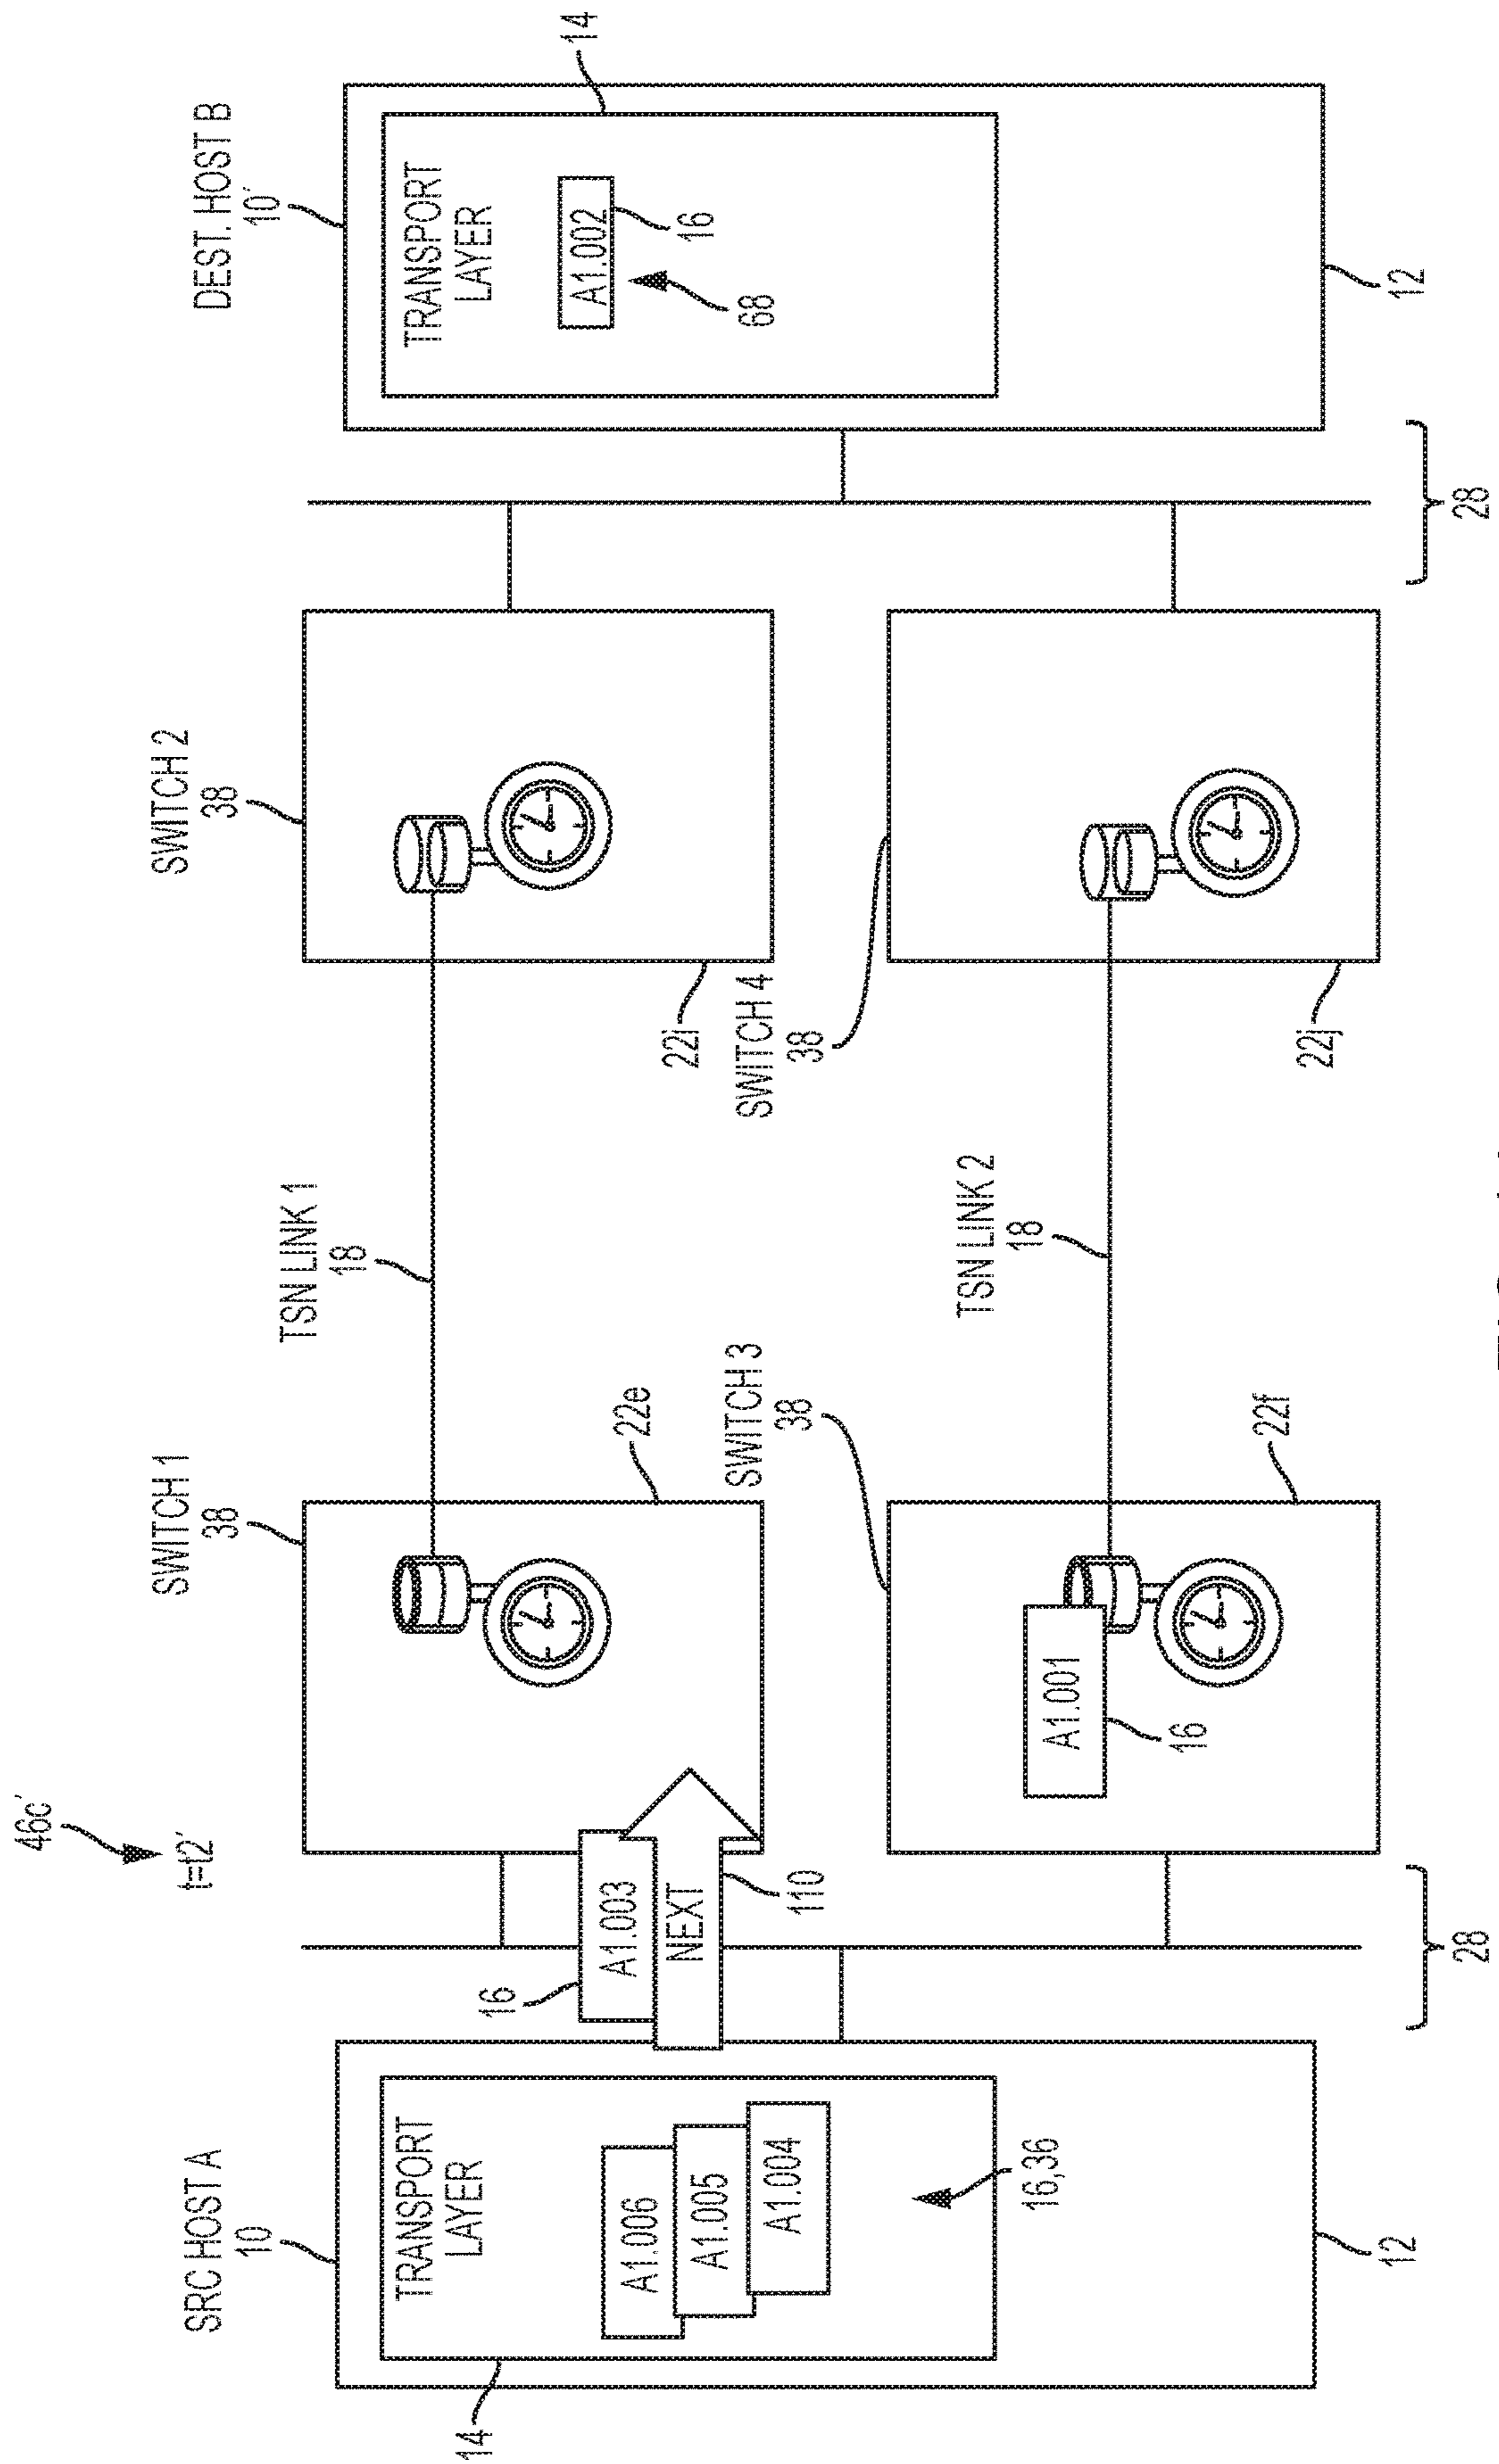 46c′
t=t2′
SRC HOST A
10
SWITCH 1
38
TSN LINK 1
18
SWITCH 2
38
DEST. HOST B
10′
14
14
TRANSPORT
LAYER
A1.006
A1.005
A1.004
16,36
12
16
A1.003
NEXT
110
22e
22i
TRANSPORT
LAYER
A1.002
16
68
12
SWITCH 3
38
TSN LINK 2
18
SWITCH 4
38
A1.001
16
22f
22j
28
28